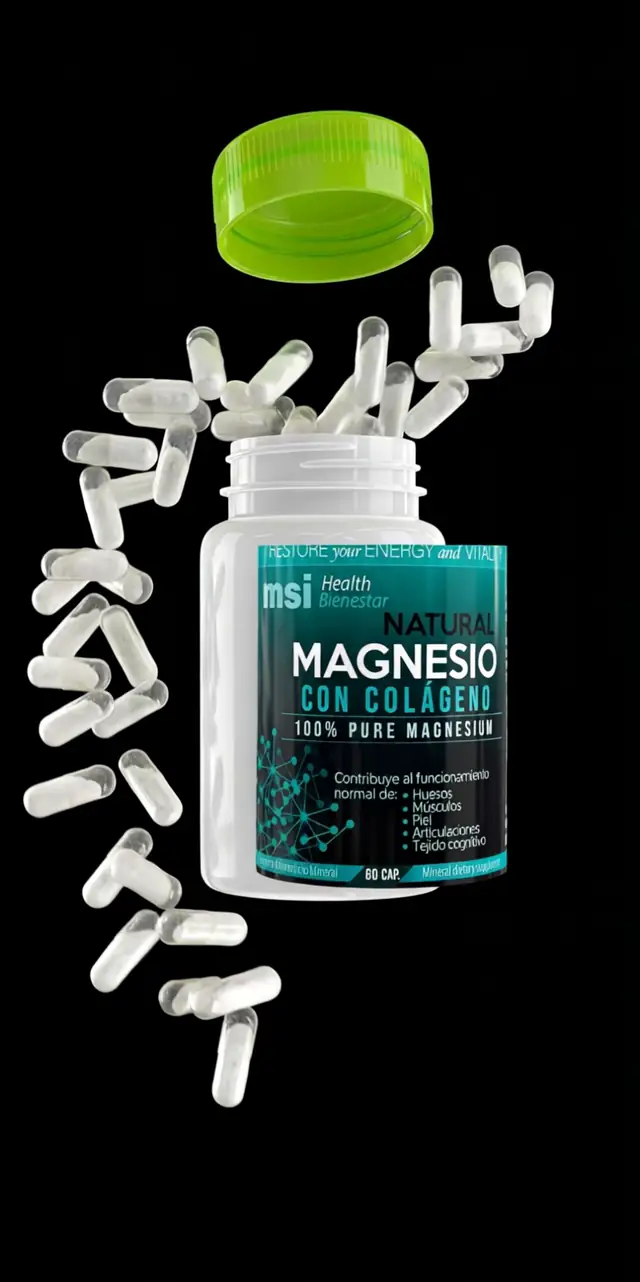 RESTORE your ENERGY and VITALI
msi Health
Bienestar
NATURAL
MAGNESIO
CON COLÁGENO
100% PURE MAGNESIUM
Contribuye al funcionamiento
normal de: • Huesos
• Músculos
• Piel
• Articulaciones
• Tejido cognitivo
60 CAP.
Mineral dietary supplement